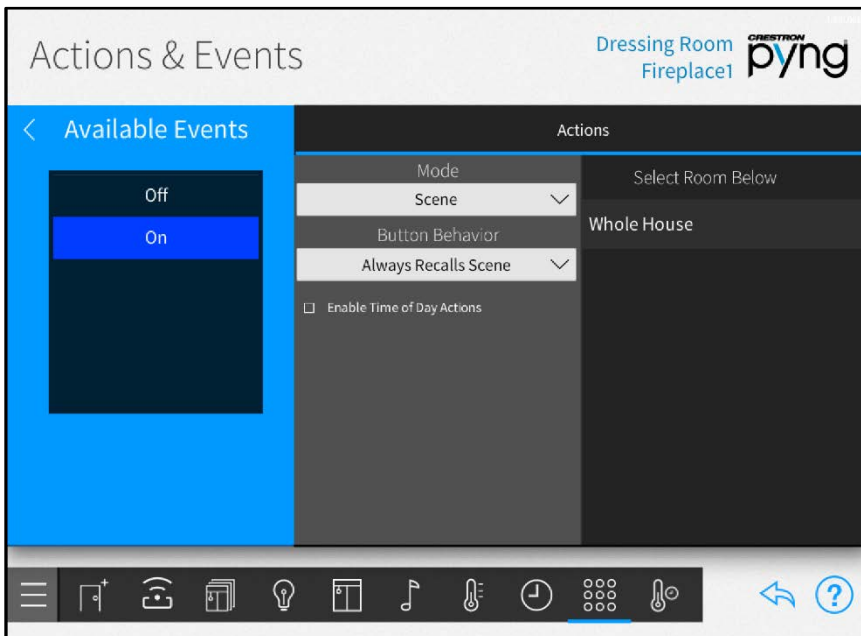 Actions & Events
Dressing Room
Fireplace1
CRESTRON
pyng
Available Events
Actions
Off
On
Mode
Scene
Button Behavior
Always Recalls Scene
Enable Time of Day Actions
Select Room Below
Whole House
?